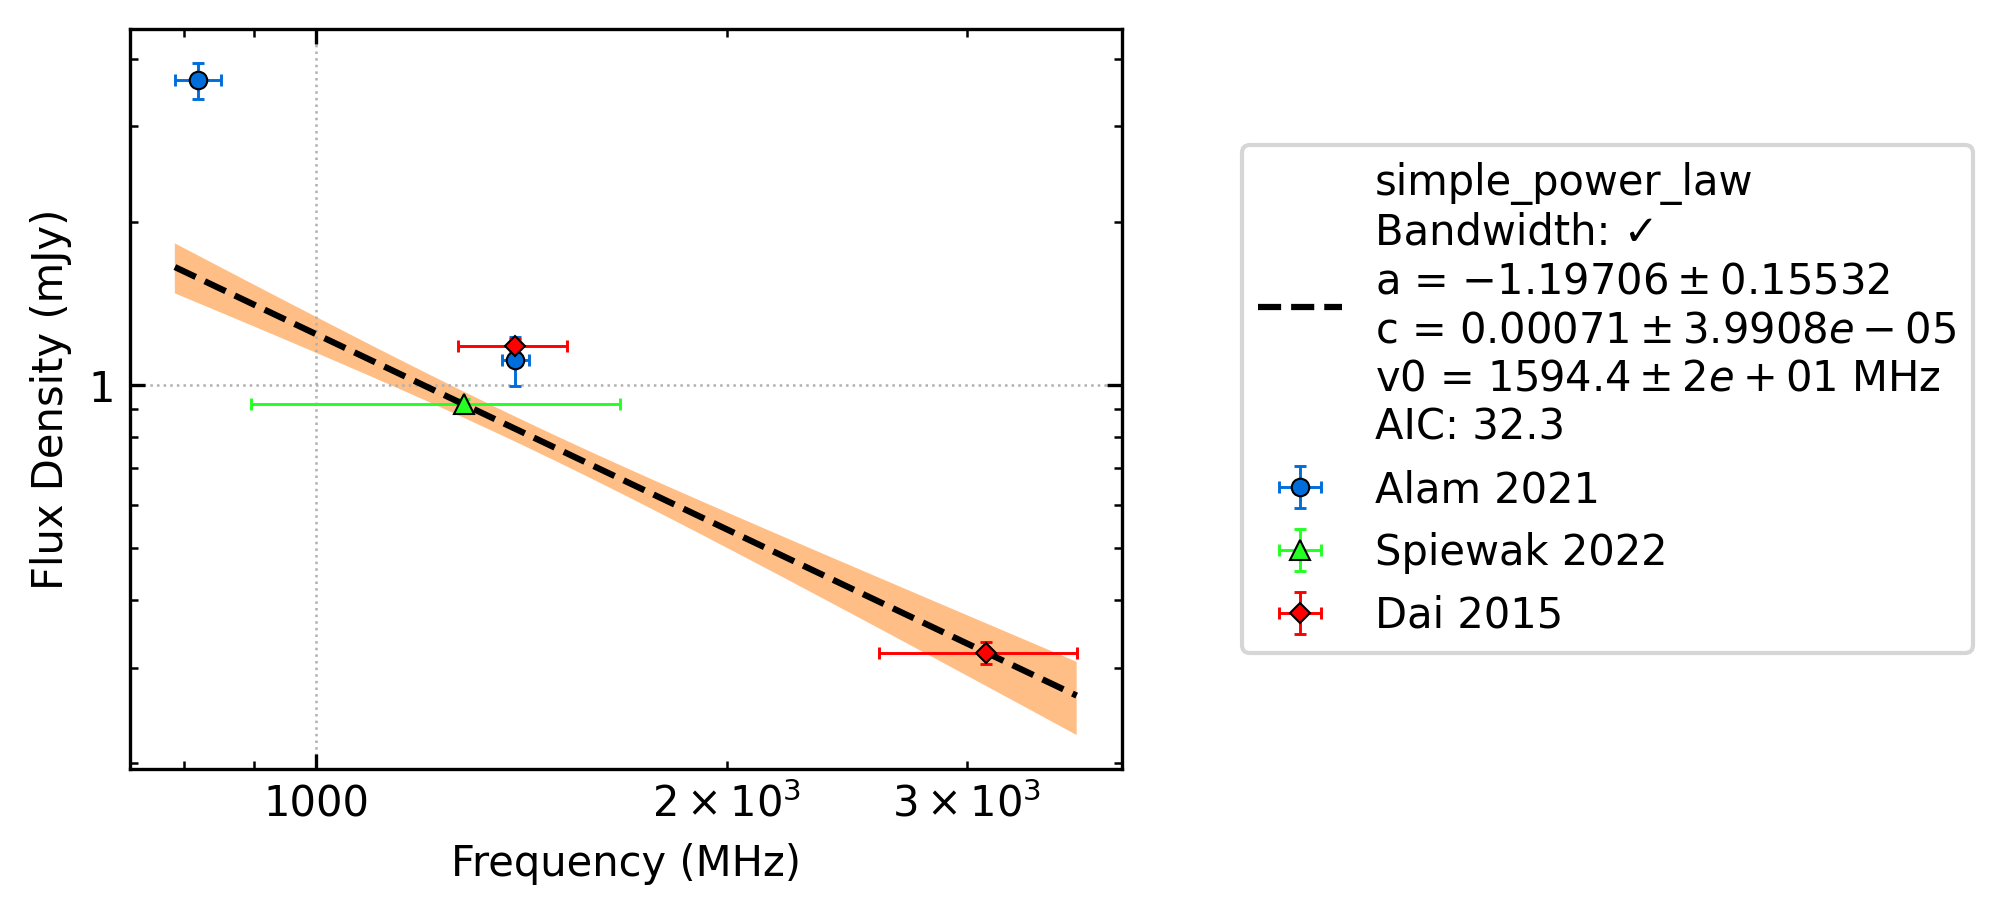 Flux Density (mJy)
1
1000
2 × 10³
3 × 10³
Frequency (MHz)
simple_power_law
Bandwidth: ✓
a = −1.19706 ± 0.15532
c = 0.00071 ± 3.9908e − 05
v0 = 1594.4 ± 2e + 01 MHz
AIC: 32.3
Alam 2021
Spiewak 2022
Dai 2015